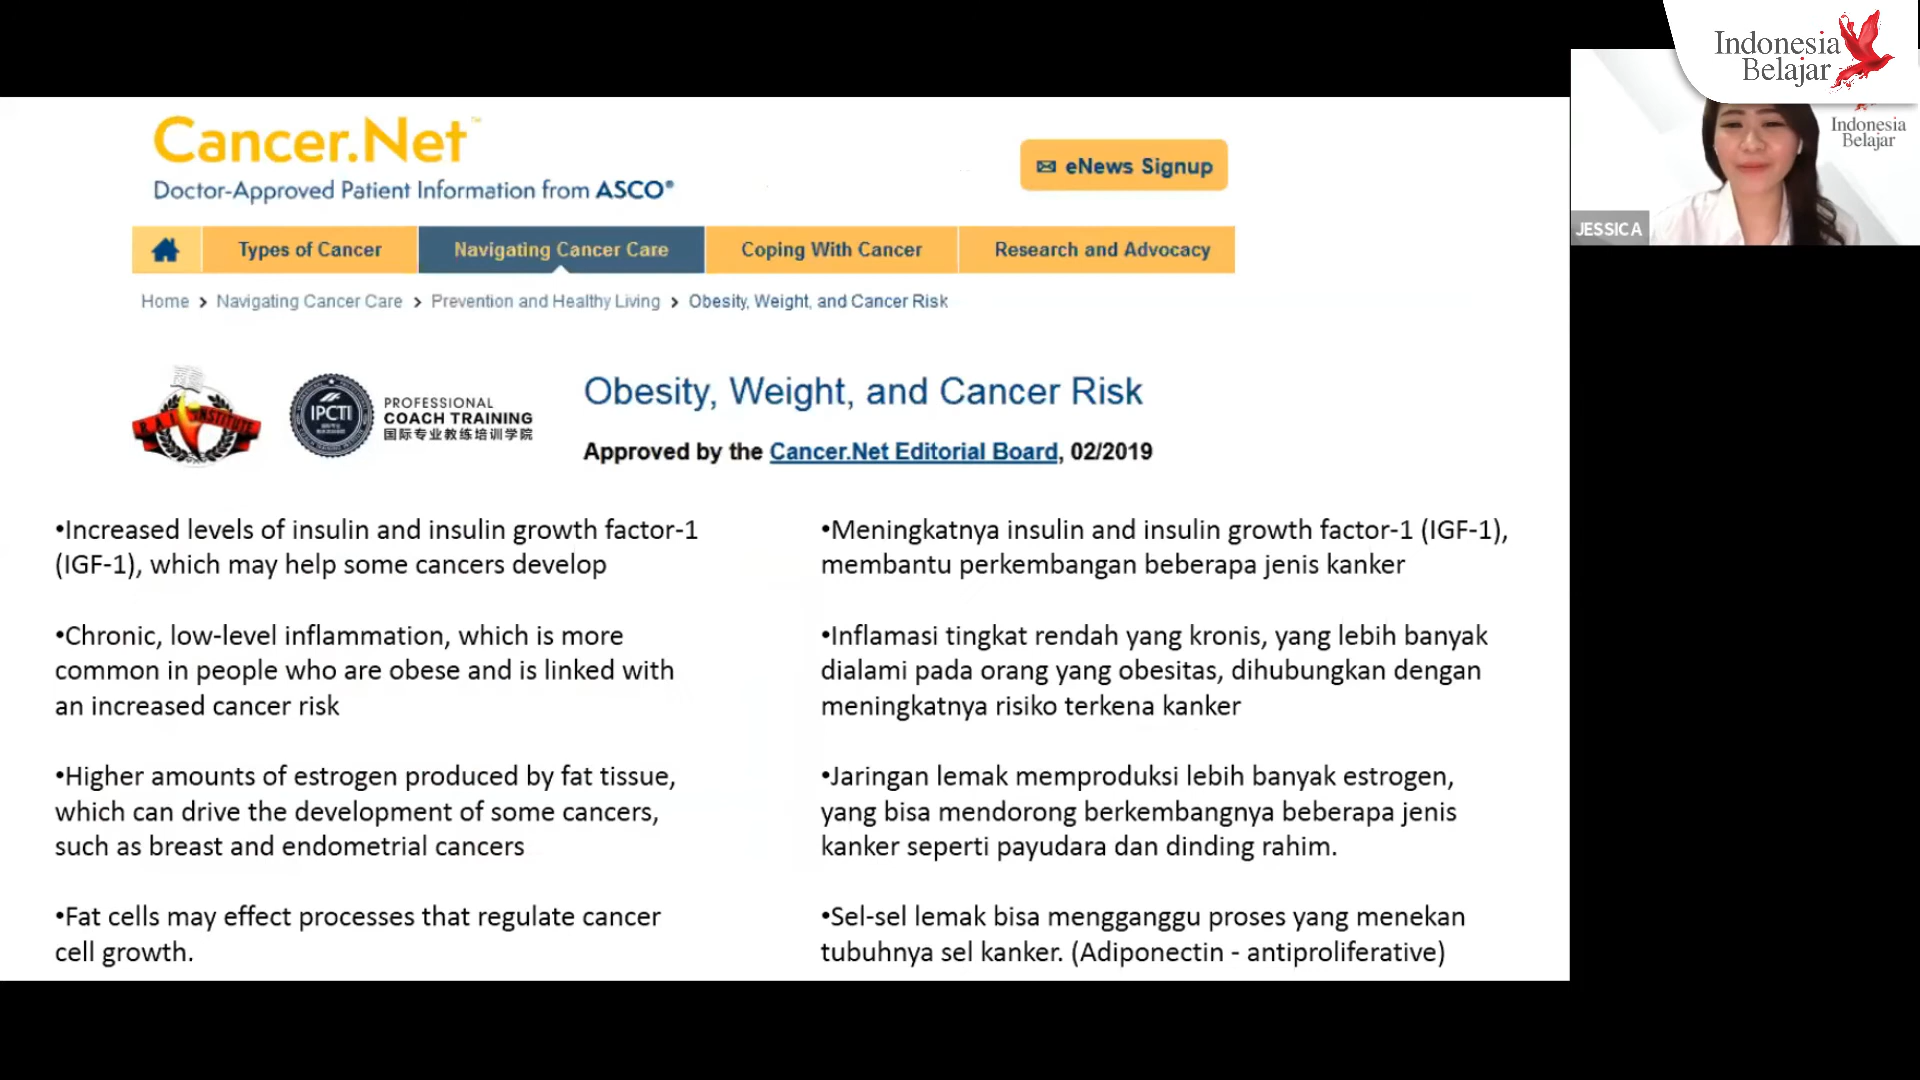 Indonesia
Belajar
Indonesia
Belajar
JESSICA
Cancer.Net™
Doctor-Approved Patient Information from ASCO®
eNews Signup
Types of Cancer
Navigating Cancer Care
Coping With Cancer
Research and Advocacy
Home > Navigating Cancer Care > Prevention and Healthy Living > Obesity, Weight, and Cancer Risk
R.A.I INSTITUTE
IPCTI
PROFESSIONAL
COACH TRAINING
国际专业教练培训学院
Obesity, Weight, and Cancer Risk
Approved by the Cancer.Net Editorial Board, 02/2019
•Increased levels of insulin and insulin growth factor-1
(IGF-1), which may help some cancers develop
•Chronic, low-level inflammation, which is more
common in people who are obese and is linked with
an increased cancer risk
•Higher amounts of estrogen produced by fat tissue,
which can drive the development of some cancers,
such as breast and endometrial cancers
•Fat cells may effect processes that regulate cancer
cell growth.
•Meningkatnya insulin and insulin growth factor-1 (IGF-1),
membantu perkembangan beberapa jenis kanker
•Inflamasi tingkat rendah yang kronis, yang lebih banyak
dialami pada orang yang obesitas, dihubungkan dengan
meningkatnya risiko terkena kanker
•Jaringan lemak memproduksi lebih banyak estrogen,
yang bisa mendorong berkembangnya beberapa jenis
kanker seperti payudara dan dinding rahim.
•Sel-sel lemak bisa mengganggu proses yang menekan
tubuhnya sel kanker. (Adiponectin - antiproliferative)